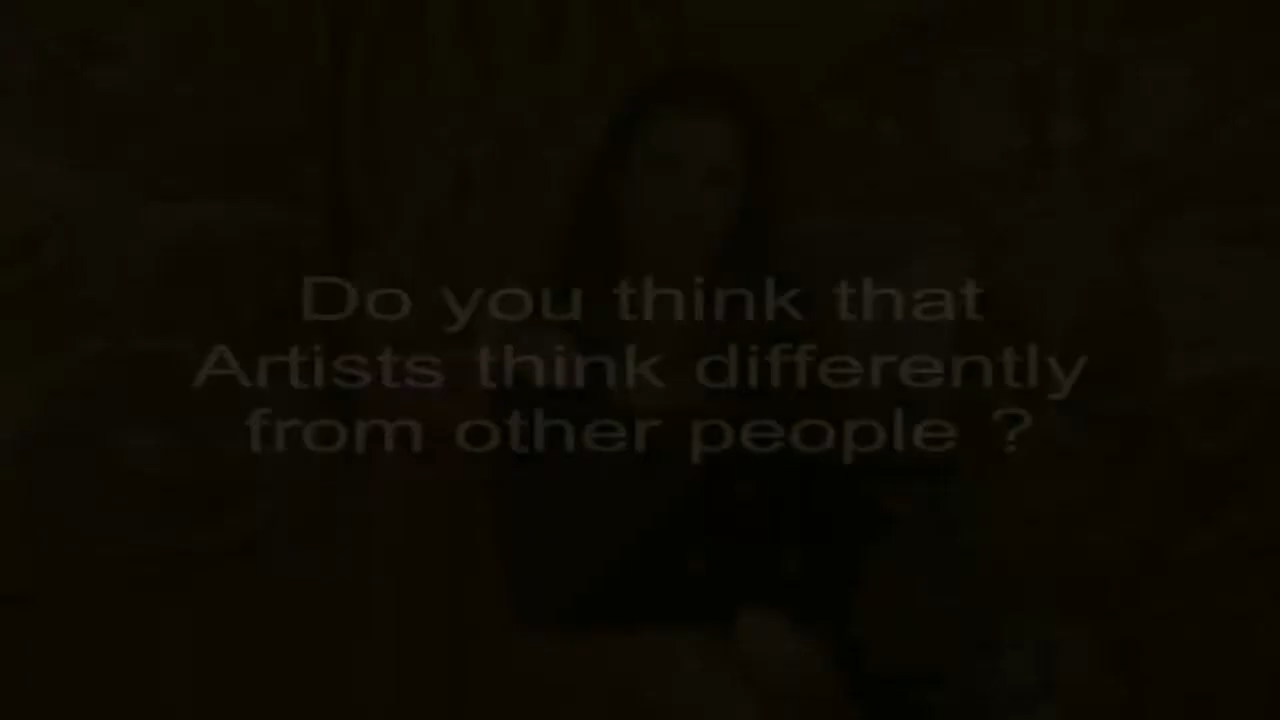 Do you think that
Artists think differently
from other people ?